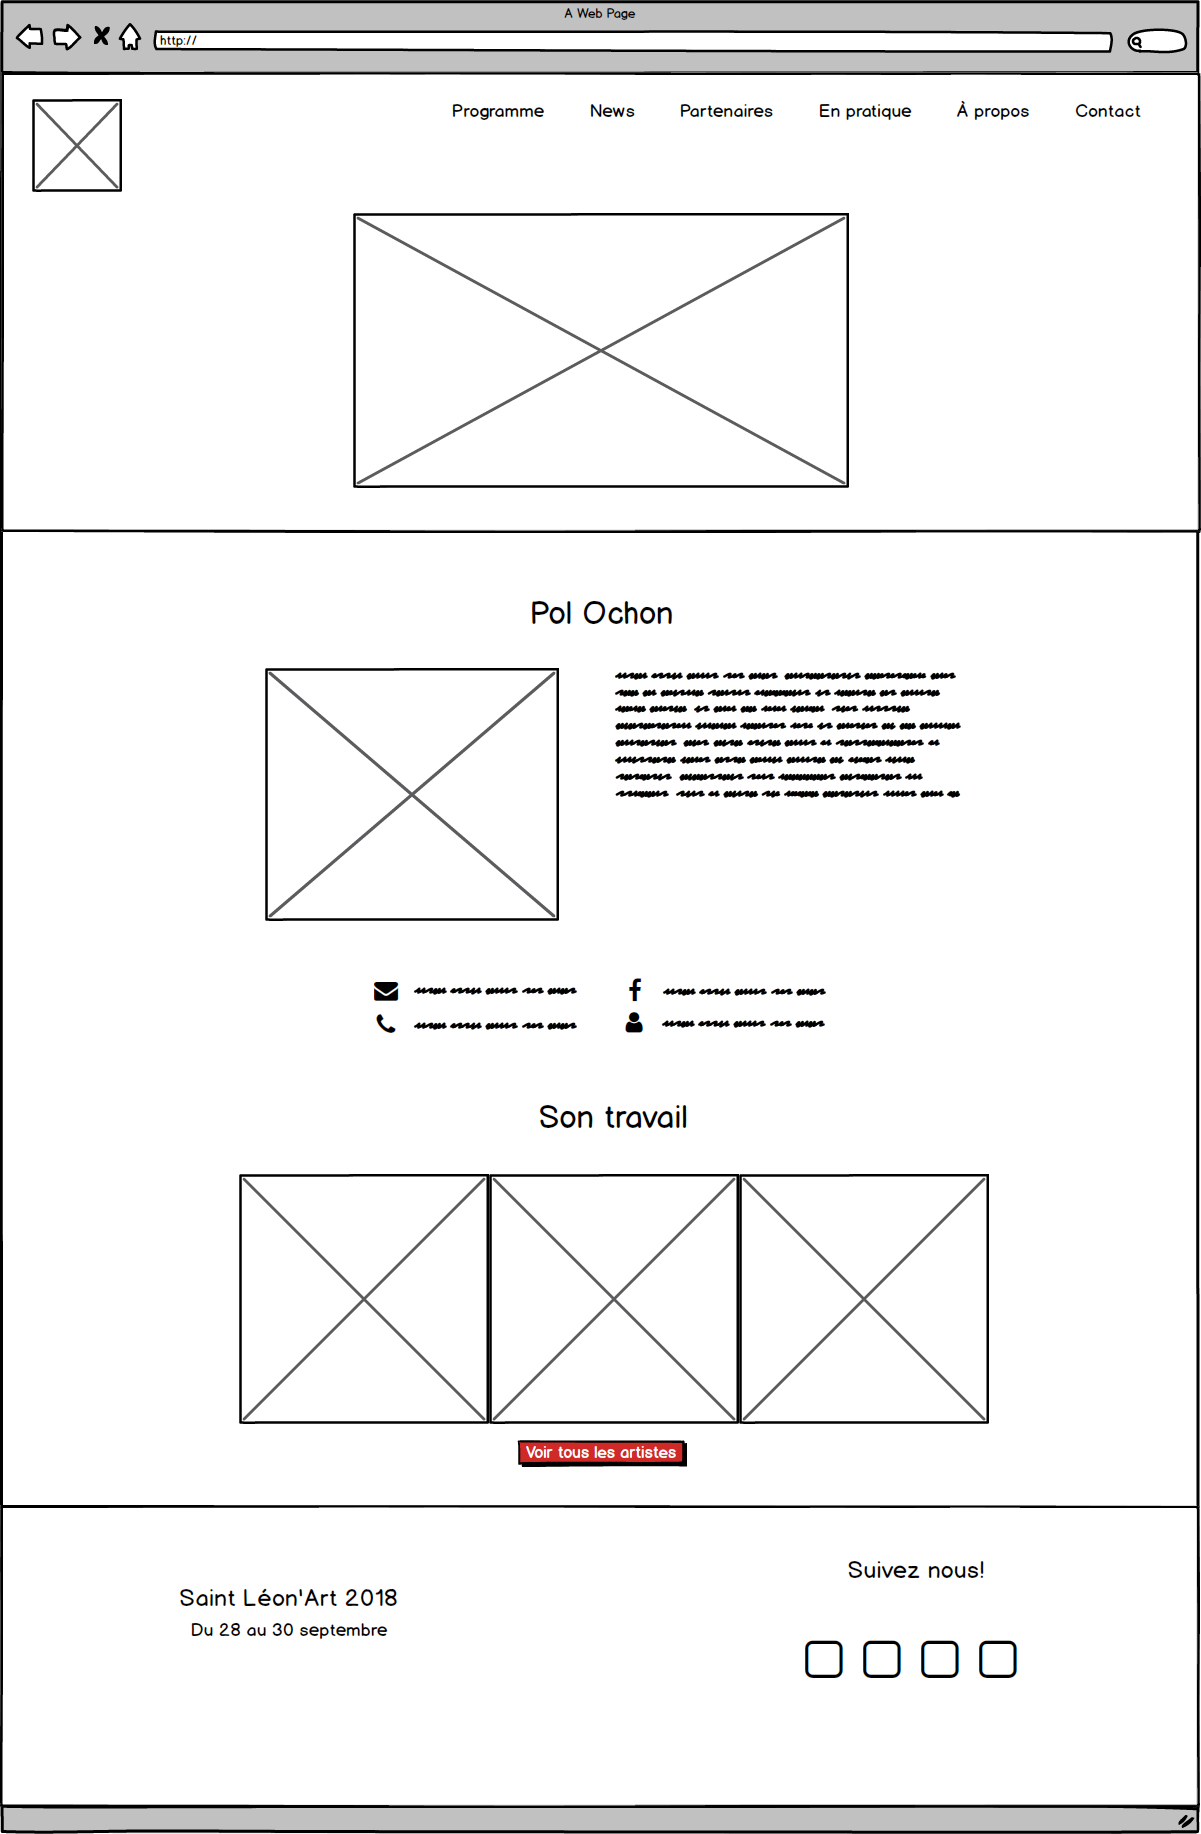 A Web Page
http://
Programme News Partenaires En pratique À propos Contact
Pol Ochon
Son travail
Voir tous les artistes
Suivez nous!
Saint Léon'Art 2018
Du 28 au 30 septembre